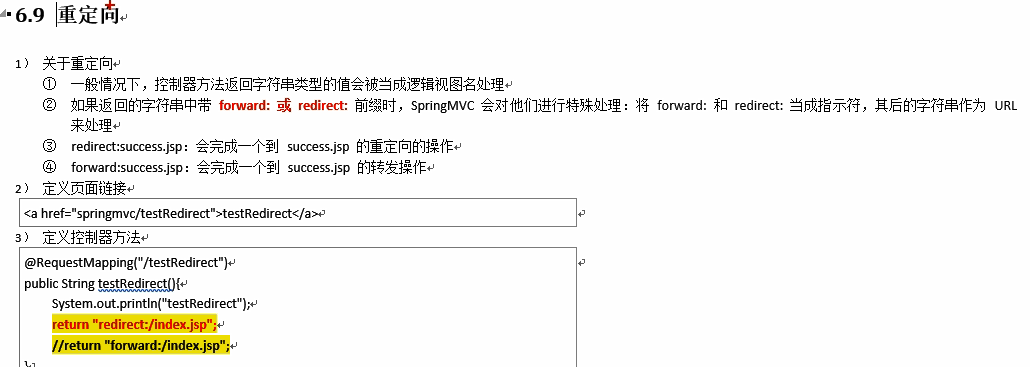 6.9 重定向
1） 关于重定向
① 一般情况下，控制器方法返回字符串类型的值会被当成逻辑视图名处理
② 如果返回的字符串中带 forward: 或 redirect: 前缀时，SpringMVC 会对他们进行特殊处理：将 forward: 和 redirect: 当成指示符，其后的字符串作为 URL
来处理
③ redirect:success.jsp：会完成一个到 success.jsp 的重定向的操作
④ forward:success.jsp：会完成一个到 success.jsp 的转发操作
2） 定义页面链接
<a href="springmvc/testRedirect">testRedirect</a>
3） 定义控制器方法
@RequestMapping("/testRedirect")
public String testRedirect(){
System.out.println("testRedirect");
return "redirect:/index.jsp";
//return "forward:/index.jsp";
}